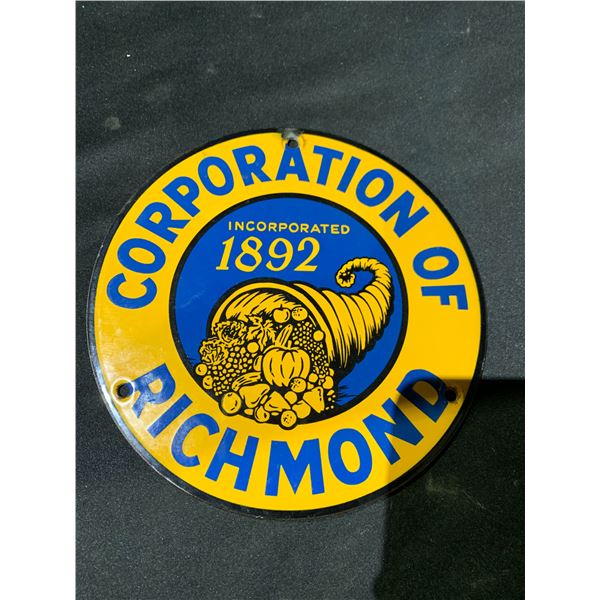 CORPORATION OF
INCORPORATED
1892
RICHMOND